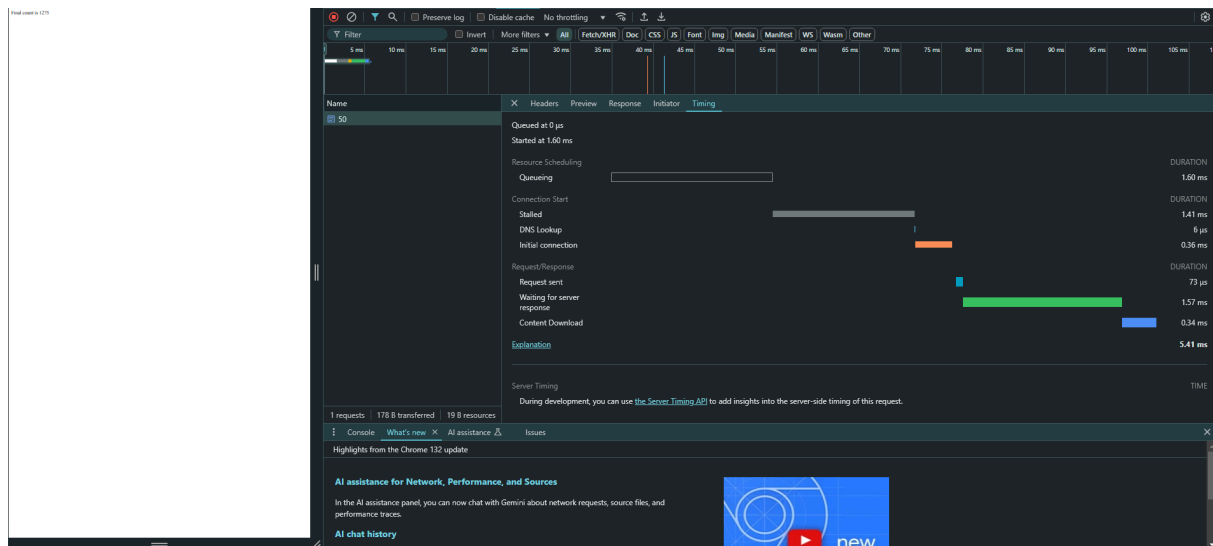 Final count is 1275
Preserve log Disable cache No throttling
Filter Invert More filters All Fetch/XHR Doc CSS JS Font Img Media Manifest WS Wasm Other
5 ms 10 ms 15 ms 20 ms 25 ms 30 ms 35 ms 40 ms 45 ms 50 ms 55 ms 60 ms 65 ms 70 ms 75 ms 80 ms 85 ms 90 ms 95 ms 100 ms 105 ms 1
Name
50
Headers Preview Response Initiator Timing
Queued at 0 μs
Started at 1.60 ms
Resource Scheduling DURATION
Queueing 1.60 ms
Connection Start DURATION
Stalled 1.41 ms
DNS Lookup 6 μs
Initial connection 0.36 ms
Request/Response DURATION
Request sent 73 μs
Waiting for server
response 1.57 ms
Content Download 0.34 ms
Explanation 5.41 ms
Server Timing TIME
During development, you can use the Server Timing API to add insights into the server-side timing of this request.
1 requests 178 B transferred 19 B resources
Console What's new AI assistance Issues
Highlights from the Chrome 132 update
AI assistance for Network, Performance, and Sources
In the AI assistance panel, you can now chat with Gemini about network requests, source files, and
performance traces.
AI chat history
new